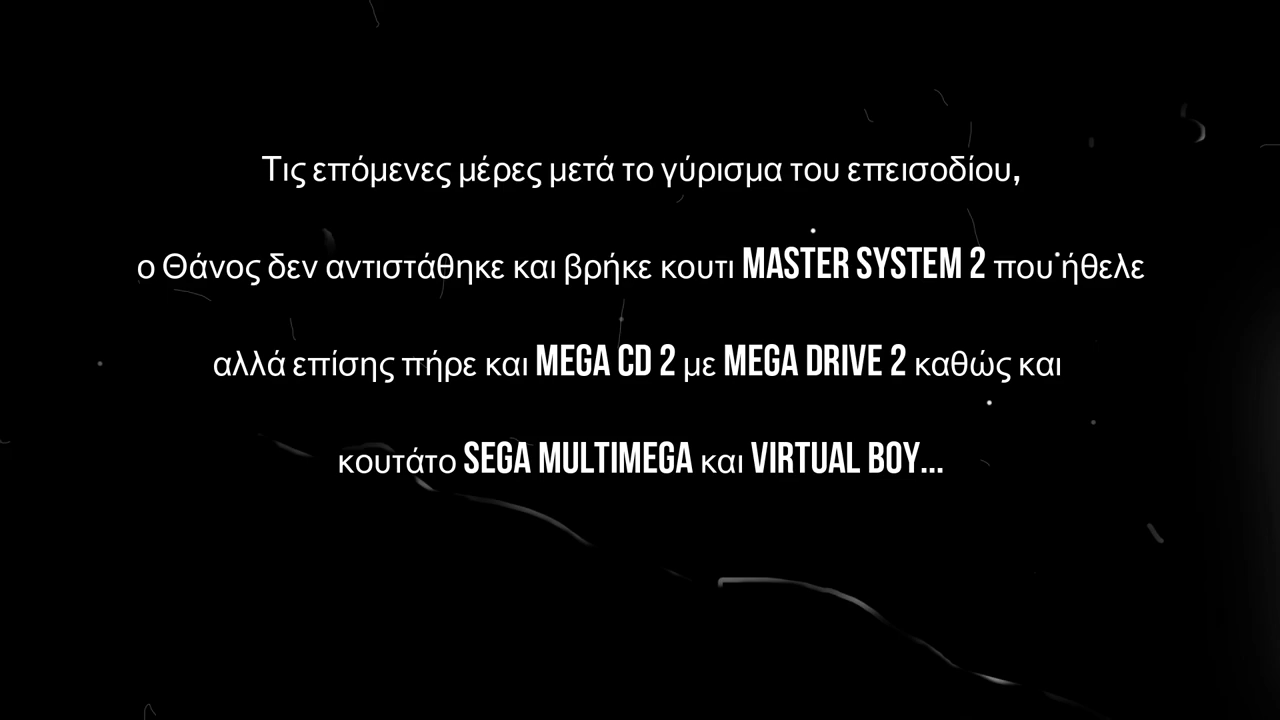 Τις επόμενες μέρες μετά το γύρισμα του επεισοδίου,
ο Θάνος δεν αντιστάθηκε και βρήκε κουτι MASTER SYSTEM 2 που ήθελε
αλλά επίσης πήρε και MEGA CD 2 με MEGA DRIVE 2 καθώς και
κουτάτο SEGA MULTIMEGA και VIRTUAL BOY...